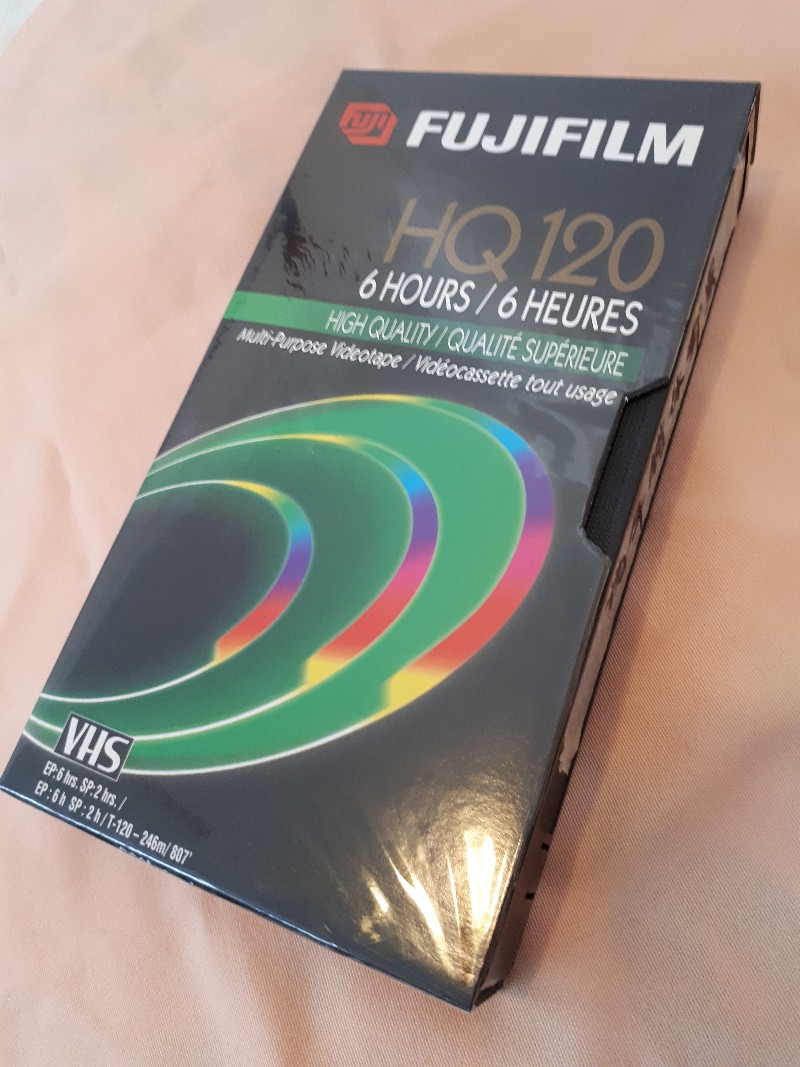 FUJI FUJIFILM
HQ 120
6 HOURS / 6 HEURES
HIGH QUALITY / QUALITÉ SUPÉRIEURE
Multi-Purpose Videotape / Vidéocassette tout usage
VHS
EP:6 hrs. SP:2 hrs. /
EP : 6 h SP : 2 h / T-120 – 246m/ 807'